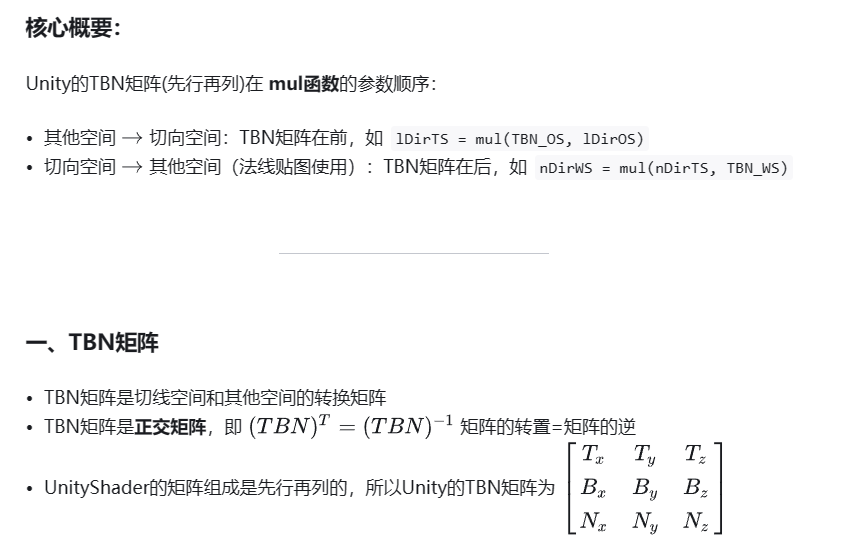 核心概要：
Unity的TBN矩阵(先行再列)在 mul函数的参数顺序：
• 其他空间 → 切向空间：TBN矩阵在前，如 lDirTS = mul(TBN_OS, lDirOS)
• 切向空间 → 其他空间（法线贴图使用）：TBN矩阵在后，如 nDirWS = mul(nDirTS, TBN_WS)
一、TBN矩阵
• TBN矩阵是切线空间和其他空间的转换矩阵
• TBN矩阵是正交矩阵，即 (TBN)^T = (TBN)^{-1} 矩阵的转置=矩阵的逆
• UnityShader的矩阵组成是先行再列的，所以Unity的TBN矩阵为
T_x T_y T_z
B_x B_y B_z
N_x N_y N_z